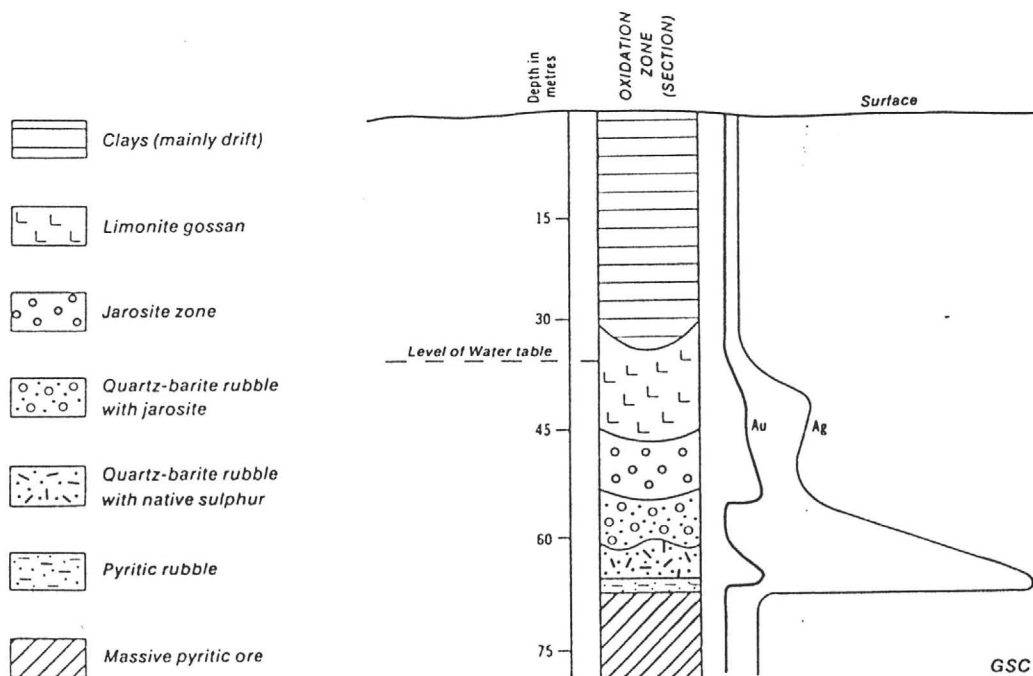 Depth in
metres
OXIDATION
ZONE
(SECTION)
Surface
Clays (mainly drift)
Limonite gossan
Jarosite zone
Quartz-barite rubble
with jarosite
Quartz-barite rubble
with native sulphur
Pyritic rubble
Massive pyritic ore
15
30
Level of Water table
45
60
75
Au
Ag
GSC